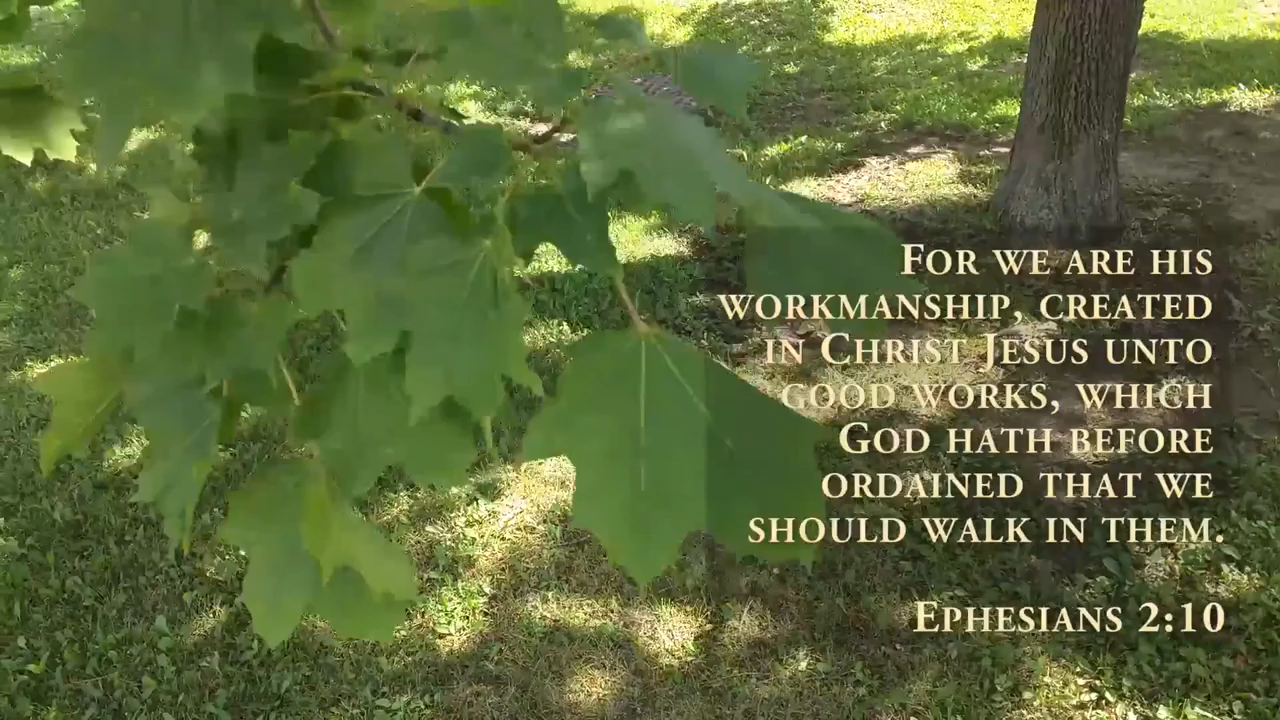 For we are his
workmanship, created
in Christ Jesus unto
good works, which
God hath before
ordained that we
should walk in them.
Ephesians 2:10